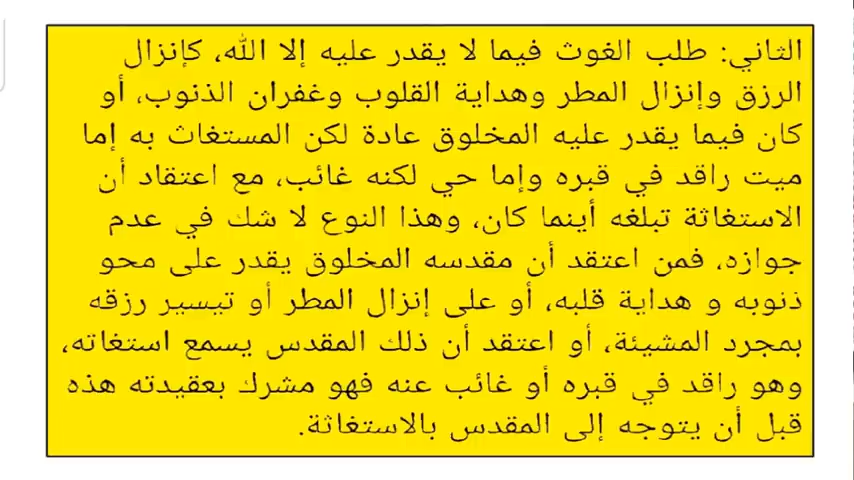 الثاني: طلب الغوث فيما لا يقدر عليه إلا الله، كإنزال
الرزق وإنزال المطر وهداية القلوب وغفران الذنوب، أو
كان فيما يقدر عليه المخلوق عادة لكن المستغاث به إما
ميت راقد في قبره وإما حي لكنه غائب، مع اعتقاد أن
الاستغاثة تبلغه أينما كان، وهذا النوع لا شك في عدم
جوازه، فمن اعتقد أن مقدسه المخلوق يقدر على محو
ذنوبه و هداية قلبه، أو على إنزال المطر أو تيسير رزقه
بمجرد المشيئة، أو اعتقد أن ذلك المقدس يسمع استغاته،
وهو راقد في قبره أو غائب عنه فهو مشرك بعقيدته هذه
قبل أن يتوجه إلى المقدس بالاستغاثة.